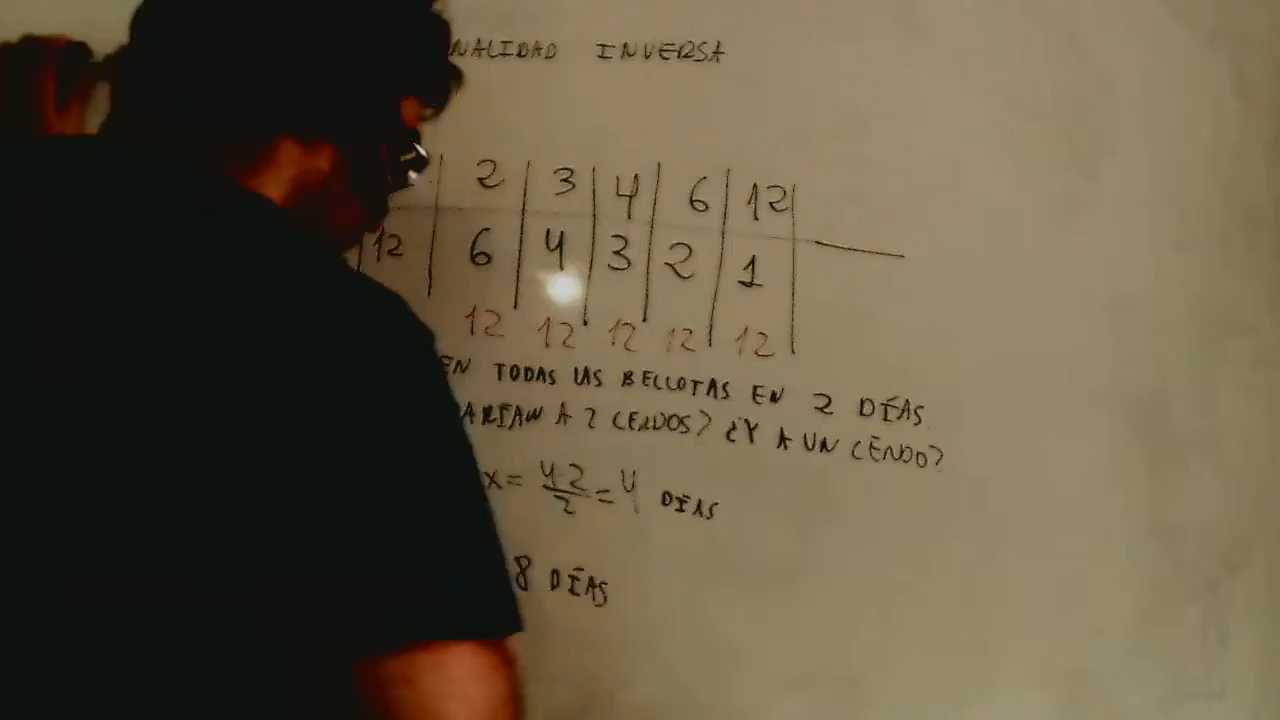 NALIDAD INVERSA
2 3 4 6 12
12 6 4 3 2 1
12 12 12 12 12
EN TODAS LAS BELLOTAS EN 2 DÍAS.
ARÍAN A 2 CERDOS? ¿Y A UN CERDO?
x = 4·2/2 = 4 DÍAS
8 DÍAS